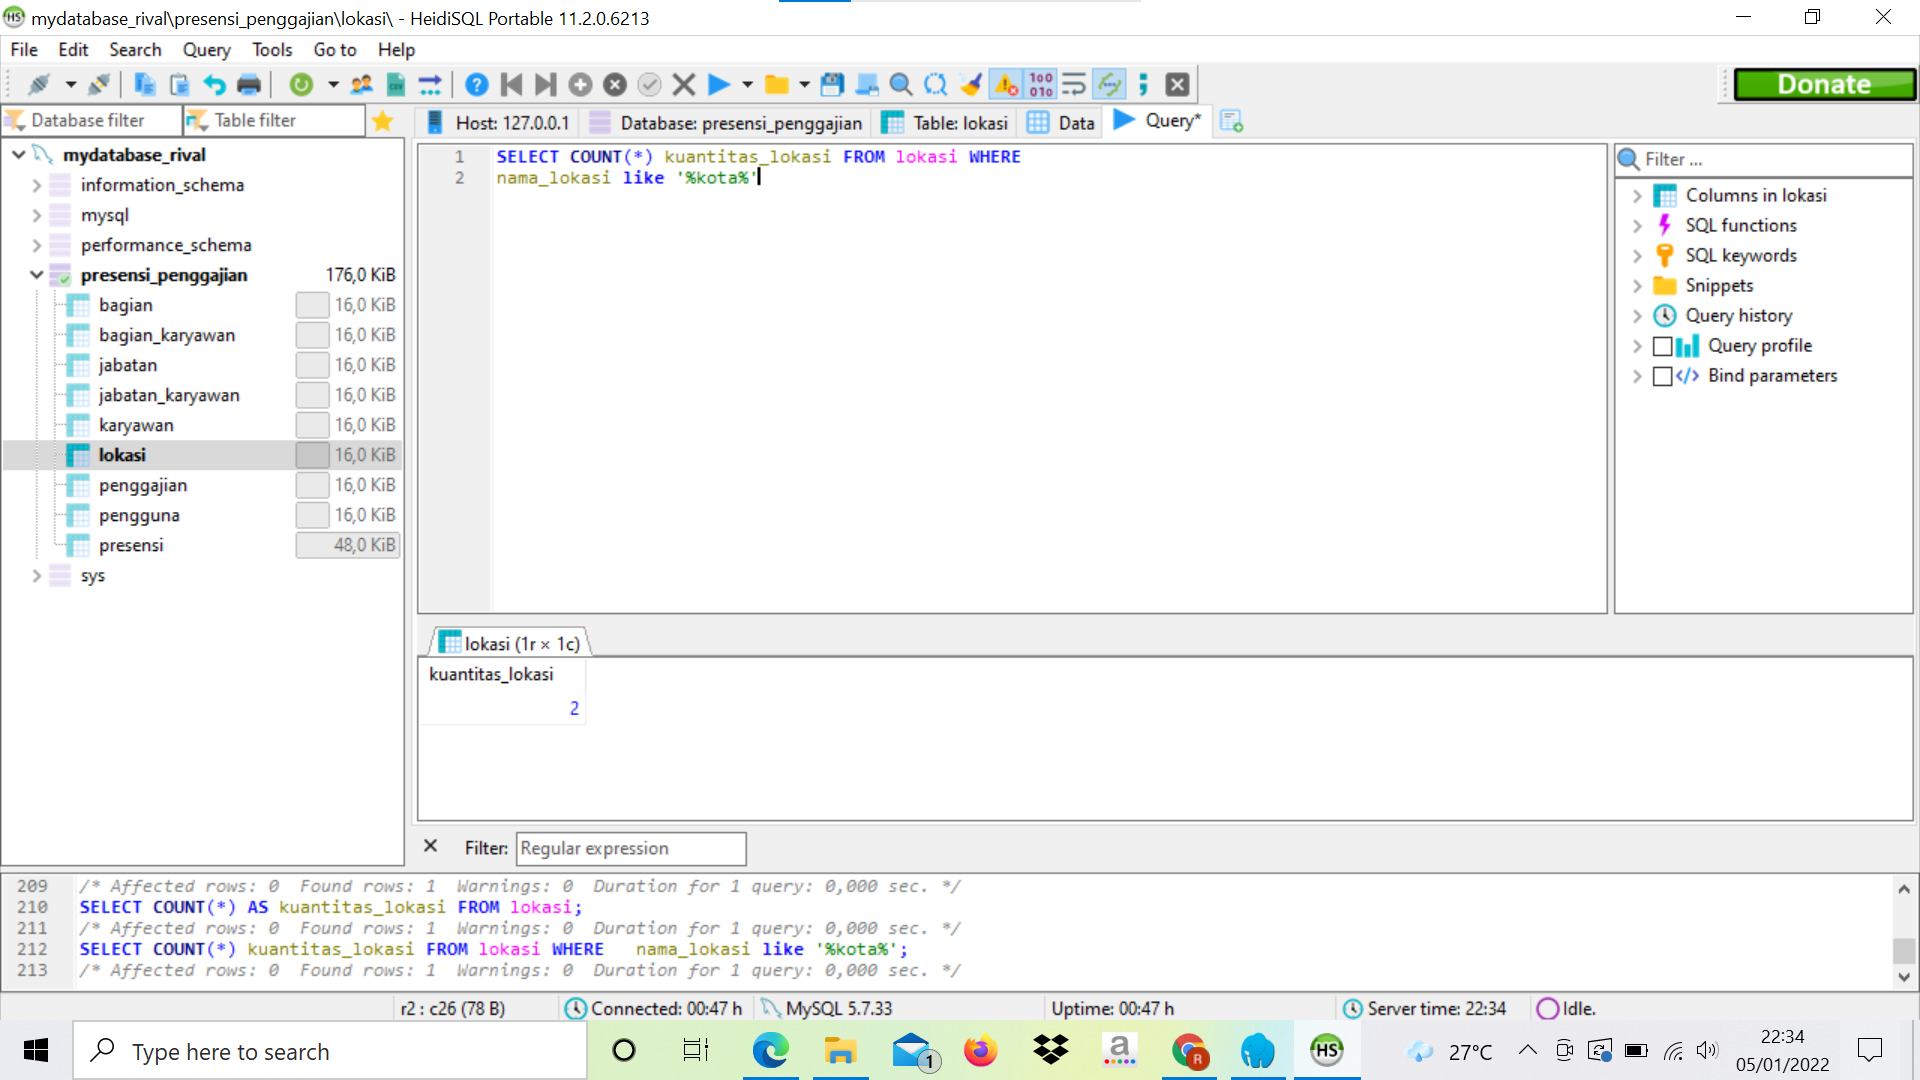 mydatabase_rival\presensi_penggajian\lokasi\ - HeidiSQL Portable 11.2.0.6213
File Edit Search Query Tools Go to Help
Donate
Database filter Table filter
Host: 127.0.0.1 Database: presensi_penggajian Table: lokasi Data Query*
mydatabase_rival
information_schema
mysql
performance_schema
presensi_penggajian 176,0 KiB
bagian 16,0 KiB
bagian_karyawan 16,0 KiB
jabatan 16,0 KiB
jabatan_karyawan 16,0 KiB
karyawan 16,0 KiB
lokasi 16,0 KiB
penggajian 16,0 KiB
pengguna 16,0 KiB
presensi 48,0 KiB
sys
1 SELECT COUNT(*) kuantitas_lokasi FROM lokasi WHERE
2 nama_lokasi like '%kota%'
Filter ...
Columns in lokasi
SQL functions
SQL keywords
Snippets
Query history
Query profile
Bind parameters
lokasi (1r × 1c)
kuantitas_lokasi
2
Filter: Regular expression
209 /* Affected rows: 0 Found rows: 1 Warnings: 0 Duration for 1 query: 0,000 sec. */
210 SELECT COUNT(*) AS kuantitas_lokasi FROM lokasi;
211 /* Affected rows: 0 Found rows: 1 Warnings: 0 Duration for 1 query: 0,000 sec. */
212 SELECT COUNT(*) kuantitas_lokasi FROM lokasi WHERE nama_lokasi like '%kota%';
213 /* Affected rows: 0 Found rows: 1 Warnings: 0 Duration for 1 query: 0,000 sec. */
r2 : c26 (78 B) Connected: 00:47 h MySQL 5.7.33 Uptime: 00:47 h Server time: 22:34 Idle.
Type here to search
1
a
R
HS
27°C
22:34
05/01/2022